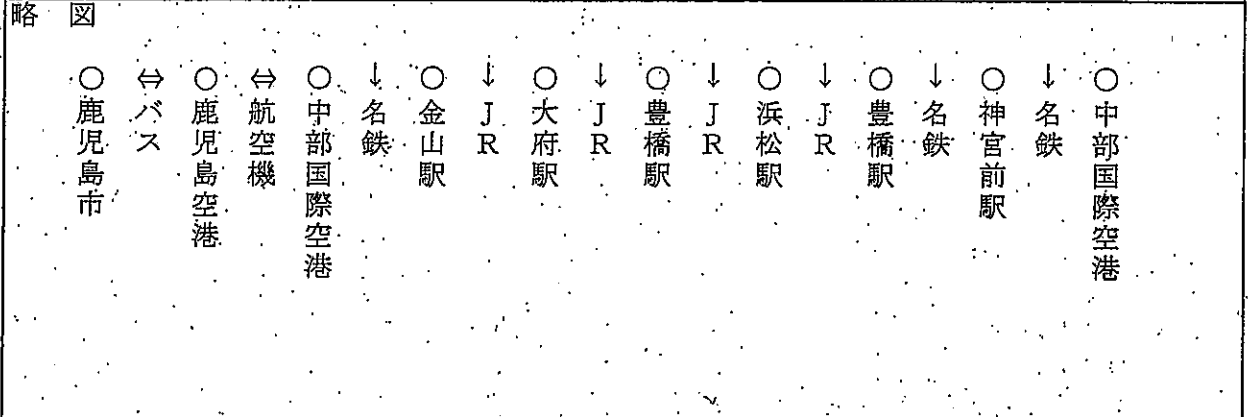 略 図
○鹿児島市
⇔バス
○鹿児島空港
⇔航空機
○中部国際空港
↓名鉄
○金山駅
↓JR
○大府駅
↓JR
○豊橋駅
↓JR
○浜松駅
↓JR
○豊橋駅
↓名鉄
○神宮前駅
↓名鉄
○中部国際空港